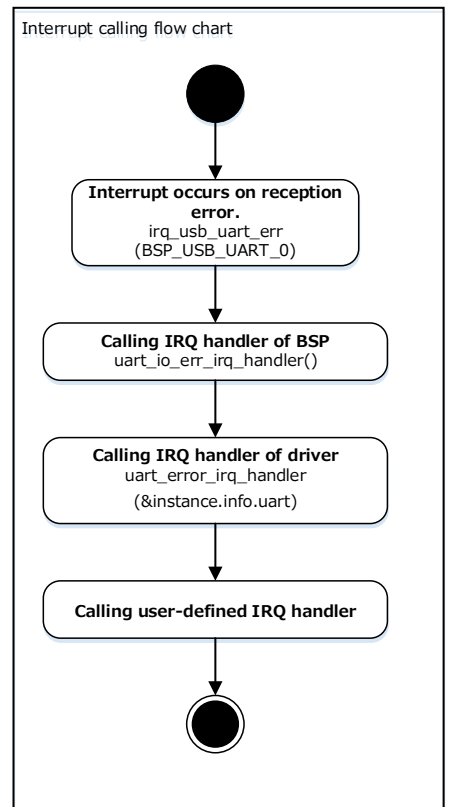 Interrupt calling flow chart
Interrupt occurs on reception
error.
irq_usb_uart_err
(BSP_USB_UART_0)
Calling IRQ handler of BSP
uart_io_err_irq_handler()
Calling IRQ handler of driver
uart_error_irq_handler
(&instance.info.uart)
Calling user-defined IRQ handler